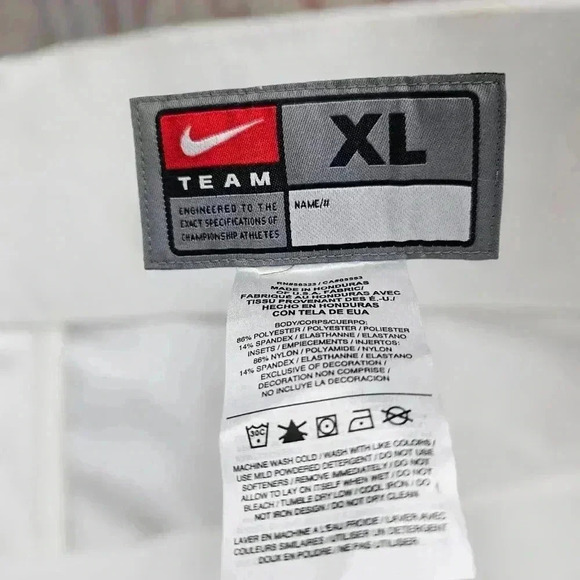 TEAM
XL
ENGINEERED TO THE
EXACT SPECIFICATIONS OF
CHAMPIONSHIP ATHLETES
NAME/#
MADE IN HONDURAS
OF U.S.A. FABRIC/
FABRIQUÉ AU HONDURAS AVEC
TISSU PROVENANT DES É.-U./
HECHO EN HONDURAS
CON TELA DE EUA
BODY/CORPS/CUERPO:
86% POLYESTER / POLYESTER / POLIESTER
14% SPANDEX / ELASTHANNE / ELASTANO
INSETS / EMPIECEMENTS / INJERTOS:
86% NYLON / POLYAMIDE / NYLON
14% SPANDEX / ELASTHANNE / ELASTANO
EXCLUSIVE OF DECORATION /
DECORATION NON COMPRISE /
NO INCLUYE LA DECORACION
30C
MACHINE WASH COLD / WASH WITH LIKE COLORS /
USE MILD POWDERED DETERGENT / DO NOT USE
SOFTENERS / REMOVE IMMEDIATELY / DO NOT
ALLOW TO LAY ON ITSELF WHEN WET / DO NOT
BLEACH / TUMBLE DRY LOW / COOL IRON / DO
NOT IRON DESIGN / DO NOT DRY CLEAN
LAVER EN MACHINE À L'EAU FROIDE / LAVER AVEC
COULEURS SIMILAIRES / UTILISER UN DETERGENT
DOUX EN POUDRE / NE PAS UTILISER